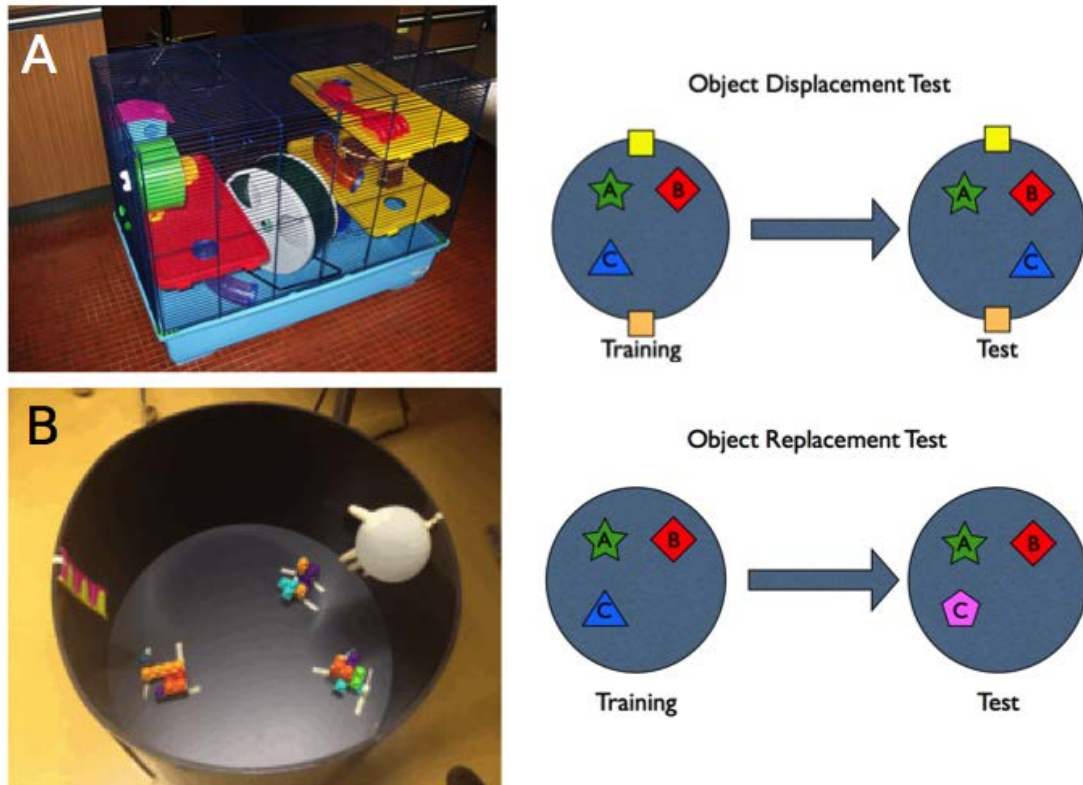 A
Object Displacement Test
A B A B
C C
Training Test
B
Object Replacement Test
A B A B
C C
Training Test